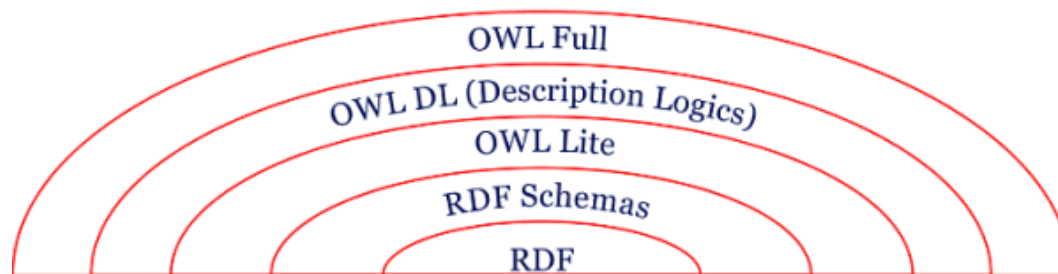 OWL Full
OWL DL (Description Logics)
OWL Lite
RDF Schemas
RDF